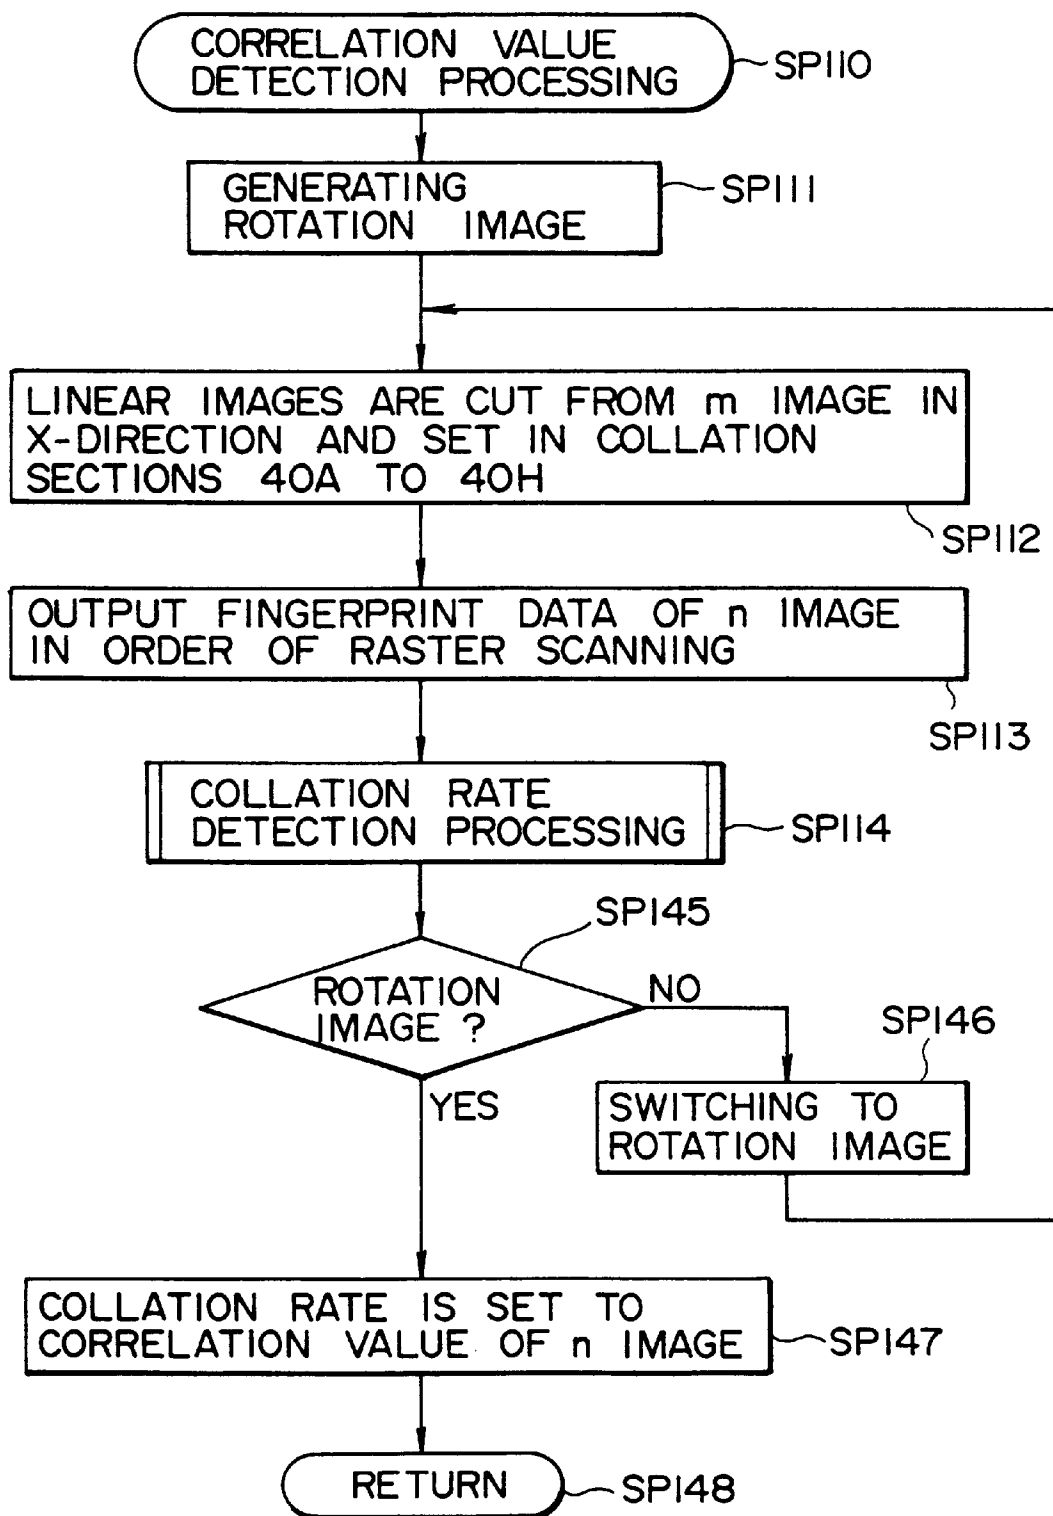 CORRELATION VALUE
DETECTION PROCESSING
SP110
GENERATING
ROTATION IMAGE
SP111
LINEAR IMAGES ARE CUT FROM m IMAGE IN
X-DIRECTION AND SET IN COLLATION
SECTIONS 40A TO 40H
SP112
OUTPUT FINGERPRINT DATA OF n IMAGE
IN ORDER OF RASTER SCANNING
SP113
COLLATION RATE
DETECTION PROCESSING
SP114
SP145
ROTATION
IMAGE ?
NO
YES
SP146
SWITCHING TO
ROTATION IMAGE
COLLATION RATE IS SET TO
CORRELATION VALUE OF n IMAGE
SP147
RETURN
SP148